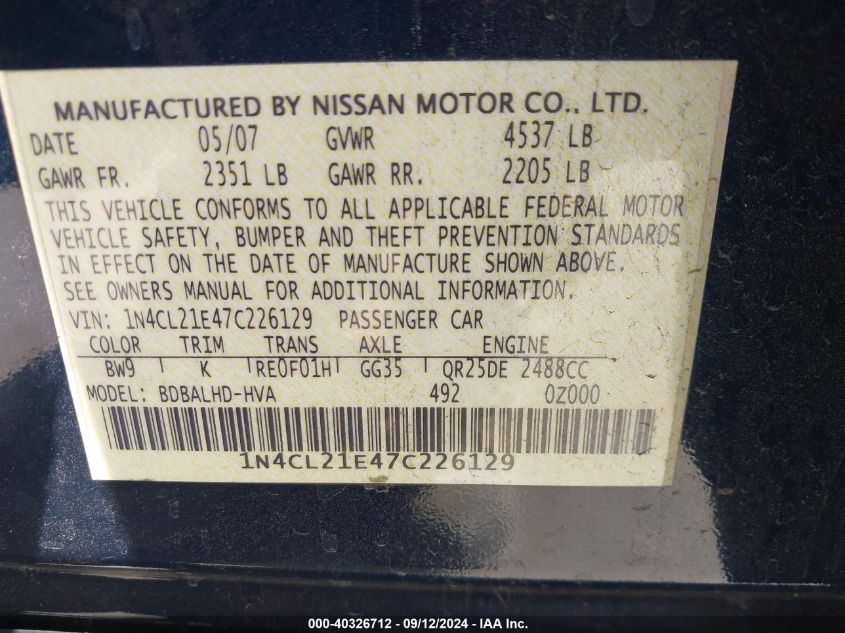 MANUFACTURED BY NISSAN MOTOR CO., LTD.
DATE 05/07 GVWR 4537 LB
GAWR FR. 2351 LB GAWR RR. 2205 LB
THIS VEHICLE CONFORMS TO ALL APPLICABLE FEDERAL MOTOR
VEHICLE SAFETY, BUMPER AND THEFT PREVENTION STANDARDS
IN EFFECT ON THE DATE OF MANUFACTURE SHOWN ABOVE.
SEE OWNERS MANUAL FOR ADDITIONAL INFORMATION.
VIN: 1N4CL21E47C226129 PASSENGER CAR
COLOR TRIM TRANS AXLE ENGINE
BW9 K RE0F01H GG35 QR25DE 2488CC
MODEL: BDBALHD-HVA 492 0Z000
1N4CL21E47C226129
000-40326712 - 09/12/2024 - IAA Inc.